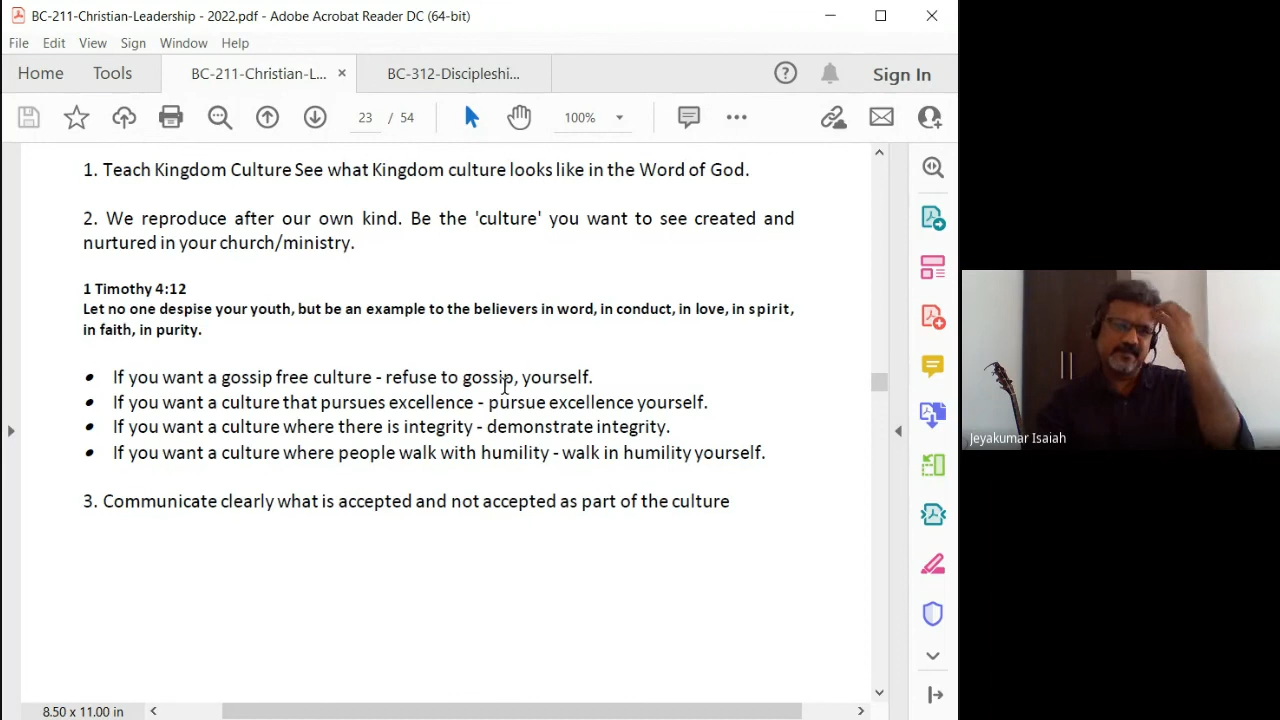 BC-211-Christian-Leadership - 2022.pdf - Adobe Acrobat Reader DC (64-bit)
File Edit View Sign Window Help
Home Tools BC-211-Christian-L... × BC-312-Discipleshi... Sign In
23 / 54 100%
1. Teach Kingdom Culture See what Kingdom culture looks like in the Word of God.
2. We reproduce after our own kind. Be the 'culture' you want to see created and
nurtured in your church/ministry.
1 Timothy 4:12
Let no one despise your youth, but be an example to the believers in word, in conduct, in love, in spirit,
in faith, in purity.
• If you want a gossip free culture - refuse to gossip, yourself.
• If you want a culture that pursues excellence - pursue excellence yourself.
• If you want a culture where there is integrity - demonstrate integrity.
• If you want a culture where people walk with humility - walk in humility yourself.
3. Communicate clearly what is accepted and not accepted as part of the culture
Jeyakumar Isaiah
8.50 x 11.00 in